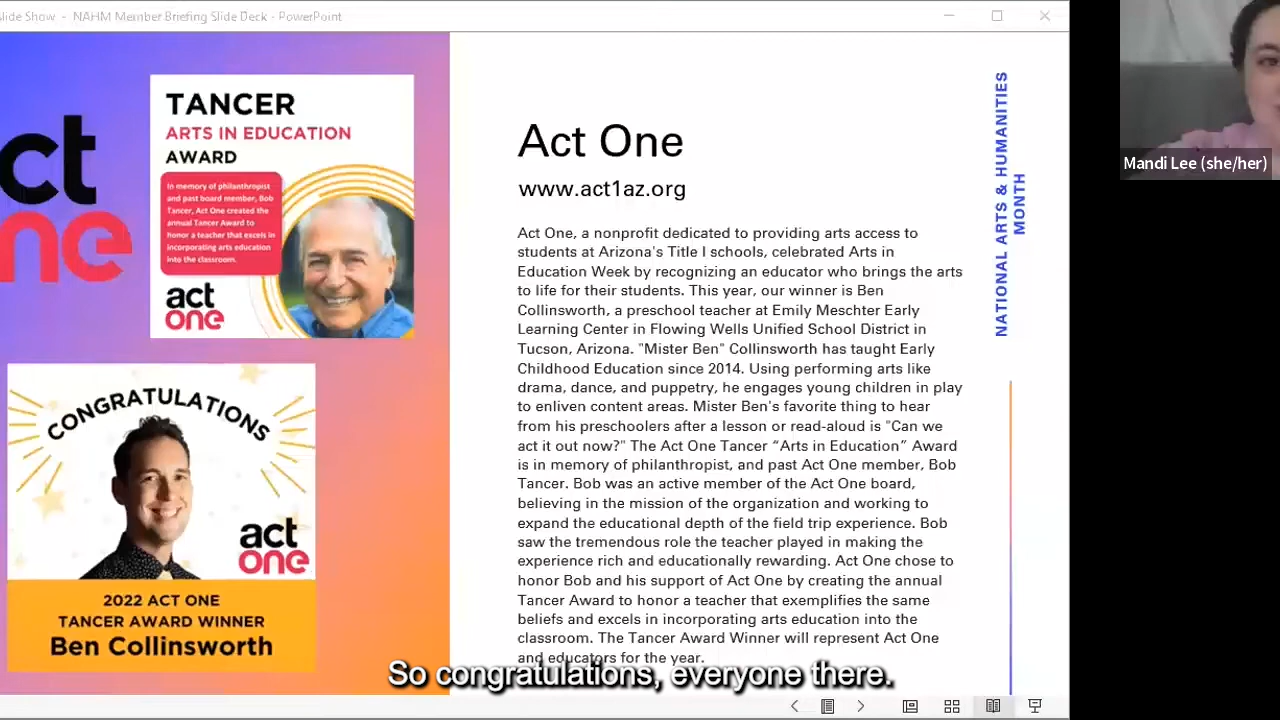 Slide Show - NAHM Member Briefing Slide Deck - PowerPoint
act
one
TANCER
ARTS IN EDUCATION
AWARD
In memory of philanthropist
and past board member, Bob
Tancer, Act One created the
annual Tancer Award to
honor a teacher that excels in
incorporating arts education
into the classroom.
act
one
CONGRATULATIONS
act
one
2022 ACT ONE
TANCER AWARD WINNER
Ben Collinsworth
Act One
www.act1az.org
Act One, a nonprofit dedicated to providing arts access to
students at Arizona's Title I schools, celebrated Arts in
Education Week by recognizing an educator who brings the arts
to life for their students. This year, our winner is Ben
Collinsworth, a preschool teacher at Emily Meschter Early
Learning Center in Flowing Wells Unified School District in
Tucson, Arizona. "Mister Ben" Collinsworth has taught Early
Childhood Education since 2014. Using performing arts like
drama, dance, and puppetry, he engages young children in play
to enliven content areas. Mister Ben's favorite thing to hear
from his preschoolers after a lesson or read-aloud is "Can we
act it out now?" The Act One Tancer “Arts in Education” Award
is in memory of philanthropist, and past Act One member, Bob
Tancer. Bob was an active member of the Act One board,
believing in the mission of the organization and working to
expand the educational depth of the field trip experience. Bob
saw the tremendous role the teacher played in making the
experience rich and educationally rewarding. Act One chose to
honor Bob and his support of Act One by creating the annual
Tancer Award to honor a teacher that exemplifies the same
beliefs and excels in incorporating arts education into the
classroom. The Tancer Award Winner will represent Act One
and educators for the year.
NATIONAL ARTS & HUMANITIES
MONTH
Mandi Lee (she/her)
So congratulations, everyone there.